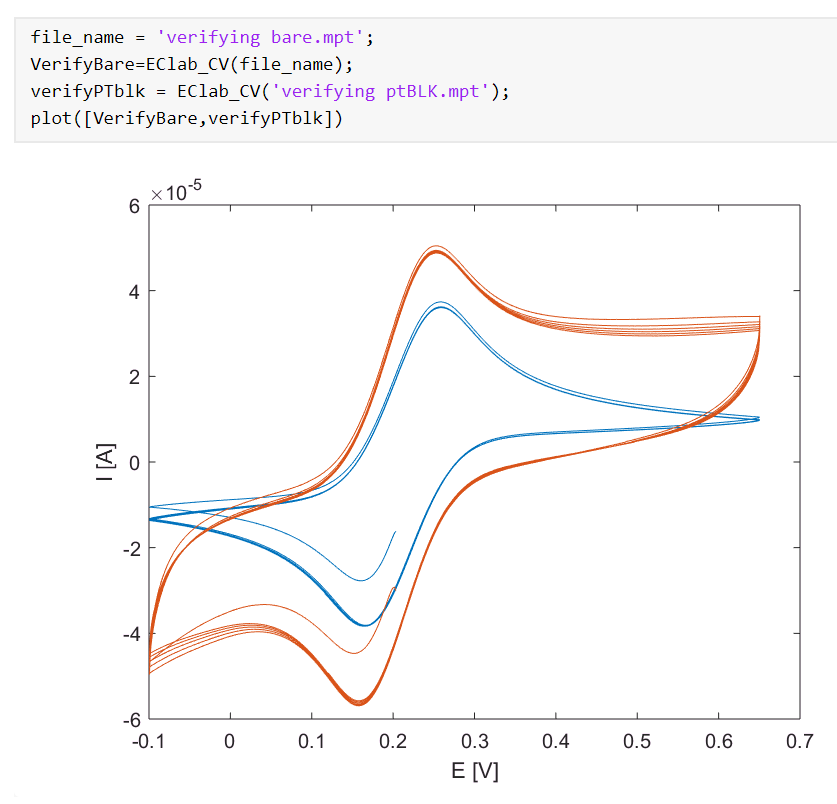 file_name = 'verifying bare.mpt';
VerifyBare=EClab_CV(file_name);
verifyPTblk = EClab_CV('verifying ptBLK.mpt');
plot([VerifyBare,verifyPTblk])
×10-5
6
4
2
0
-2
-4
-6
I [A]
-0.1 0 0.1 0.2 0.3 0.4 0.5 0.6 0.7
E [V]